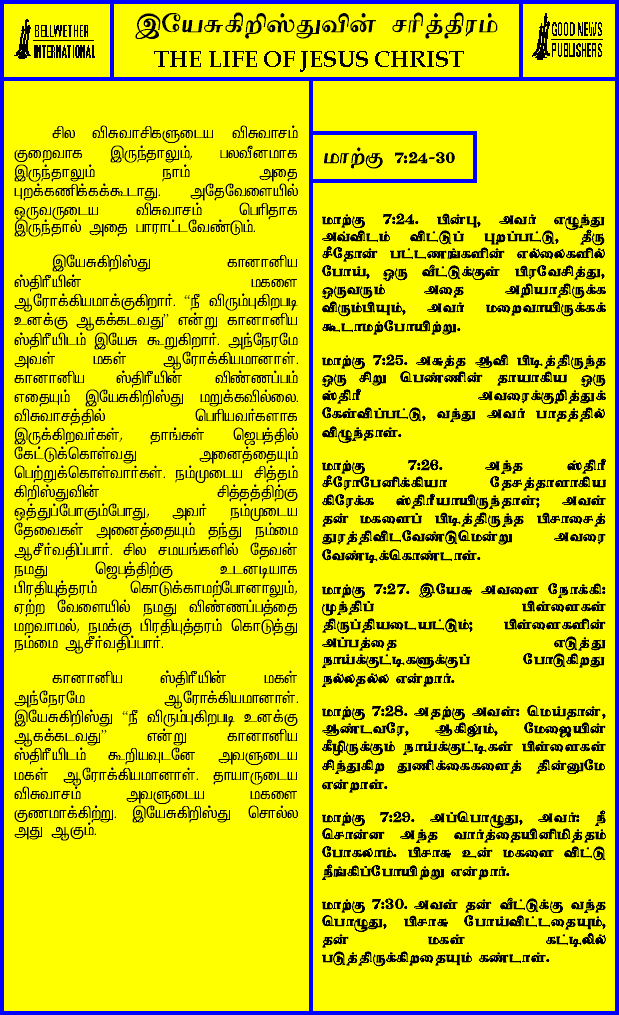 BELLWETHER
INTERNATIONAL
இயேசுகிறிஸ்துவின் சரித்திரம்
THE LIFE OF JESUS CHRIST
GOOD NEWS
PUBLISHERS
சில விசுவாசிகளுடைய விசுவாசம்
குறைவாக இருந்தாலும், பலவீனமாக
இருந்தாலும் நாம் அதை
புறக்கணிக்கக்கூடாது. அதேவேளையில்
ஒருவருடைய விசுவாசம் பெரிதாக
இருந்தால் அதை பாராட்டவேண்டும்.
இயேசுகிறிஸ்து கானானிய
ஸ்திரீயின் மகளை
ஆரோக்கியமாக்குகிறார். “நீ விரும்புகிறபடி
உனக்கு ஆகக்கடவது” என்று கானானிய
ஸ்திரீயிடம் இயேசு கூறுகிறார். அந்நேரமே
அவள் மகள் ஆரோக்கியமானாள்.
கானானிய ஸ்திரீயின் விண்ணப்பம்
எதையும் இயேசுகிறிஸ்து மறுக்கவில்லை.
விசுவாசத்தில் பெரியவர்களாக
இருக்கிறவர்கள், தாங்கள் ஜெபத்தில்
கேட்டுக்கொள்வது அனைத்தையும்
பெற்றுக்கொள்வார்கள். நம்முடைய சித்தம்
கிறிஸ்துவின் சித்தத்திற்கு
ஒத்துப்போகும்போது, அவர் நம்முடைய
தேவைகள் அனைத்தையும் தந்து நம்மை
ஆசீர்வதிப்பார். சில சமயங்களில் தேவன்
நமது ஜெபத்திற்கு உடனடியாக
பிரதியுத்தரம் கொடுக்காமற்போனாலும்,
ஏற்ற வேளையில் நமது விண்ணப்பத்தை
மறவாமல், நமக்கு பிரதியுத்தரம் கொடுத்து
நம்மை ஆசீர்வதிப்பார்.
கானானிய ஸ்திரீயின் மகள்
அந்நேரமே ஆரோக்கியமானாள்.
இயேசுகிறிஸ்து “நீ விரும்புகிறபடி உனக்கு
ஆகக்கடவது” என்று கானானிய
ஸ்திரீயிடம் கூறியவுடனே அவளுடைய
மகள் ஆரோக்கியமானாள். தாயாருடைய
விசுவாசம் அவளுடைய மகளை
குணமாக்கிற்று. இயேசுகிறிஸ்து சொல்ல
அது ஆகும்.
மாற்கு 7:24-30
மாற்கு 7:24. பின்பு, அவர் எழுந்து
அவ்விடம் விட்டுப் புறப்பட்டு, தீரு
சீதோன் பட்டணங்களின் எல்லைகளில்
போய், ஒரு வீட்டுக்குள் பிரவேசித்து,
ஒருவரும் அதை அறியாதிருக்க
விரும்பியும், அவர் மறைவாயிருக்கக்
கூடாமற்போயிற்று.
மாற்கு 7:25. அசுத்த ஆவி பிடித்திருந்த
ஒரு சிறு பெண்ணின் தாயாகிய ஒரு
ஸ்திரீ அவரைக்குறித்துக்
கேள்விப்பட்டு, வந்து அவர் பாதத்தில்
விழுந்தாள்.
மாற்கு 7:26. அந்த ஸ்திரீ
சீரோபேனிக்கியா தேசத்தாளாகிய
கிரேக்க ஸ்திரீயாயிருந்தாள்; அவள்
தன் மகளைப் பிடித்திருந்த பிசாசைத்
துரத்திவிடவேண்டுமென்று அவரை
வேண்டிக்கொண்டாள்.
மாற்கு 7:27. இயேசு அவளை நோக்கி:
முந்திப் பிள்ளைகள்
திருப்தியடையட்டும்; பிள்ளைகளின்
அப்பத்தை எடுத்து
நாய்க்குட்டிகளுக்குப் போடுகிறது
நல்லதல்ல என்றார்.
மாற்கு 7:28. அதற்கு அவள்: மெய்தான்,
ஆண்டவரே, ஆகிலும், மேஜையின்
கீழிருக்கும் நாய்க்குட்டிகள் பிள்ளைகள்
சிந்துகிற துணிக்கைகளைத் தின்னுமே
என்றாள்.
மாற்கு 7:29. அப்பொழுது, அவர்: நீ
சொன்ன அந்த வார்த்தையினிமித்தம்
போகலாம். பிசாசு உன் மகளை விட்டு
நீங்கிப்போயிற்று என்றார்.
மாற்கு 7:30. அவள் தன் வீட்டுக்கு வந்த
பொழுது, பிசாசு போய்விட்டதையும்,
தன் மகள் கட்டிலில்
படுத்திருக்கிறதையும் கண்டாள்.